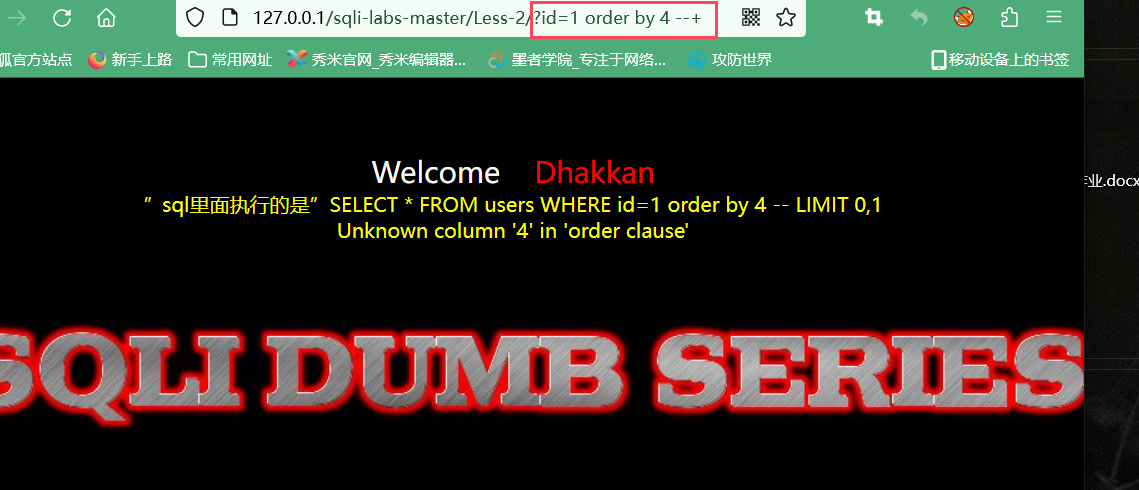 127.0.0.1/sqli-labs-master/Less-2/?id=1 order by 4 --+
狐官方站点 新手上路 常用网址 秀米官网_秀米编辑器... 墨者学院_专注于网络... 攻防世界 移动设备上的书签
Welcome Dhakkan
”sql里面执行的是”SELECT * FROM users WHERE id=1 order by 4 -- LIMIT 0,1
Unknown column '4' in 'order clause'
作业.docx
SQLI DUMB SERIES